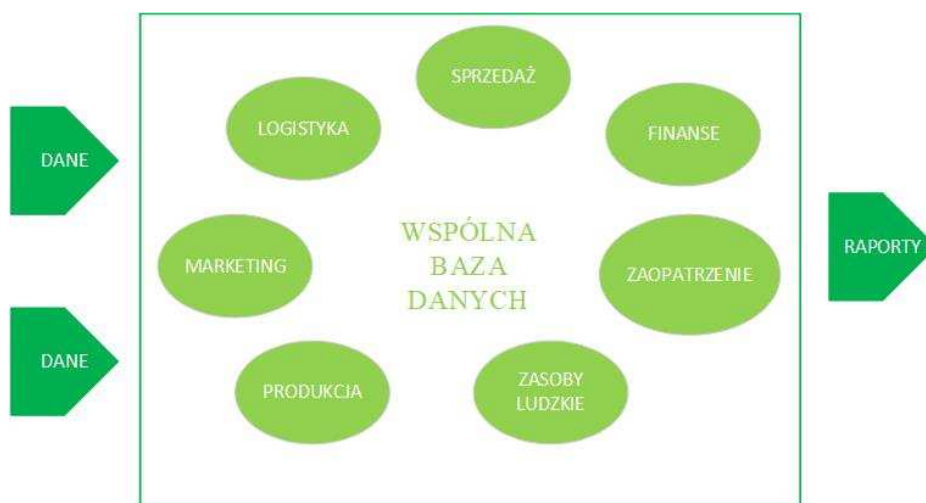 SPRZEDAŻ
LOGISTYKA
FINANSE
DANE
RAPORTY
WSPÓLNA
BAZA
DANYCH
MARKETING
ZAOPATRZENIE
DANE
PRODUKCJA
ZASOBY
LUDZKIE